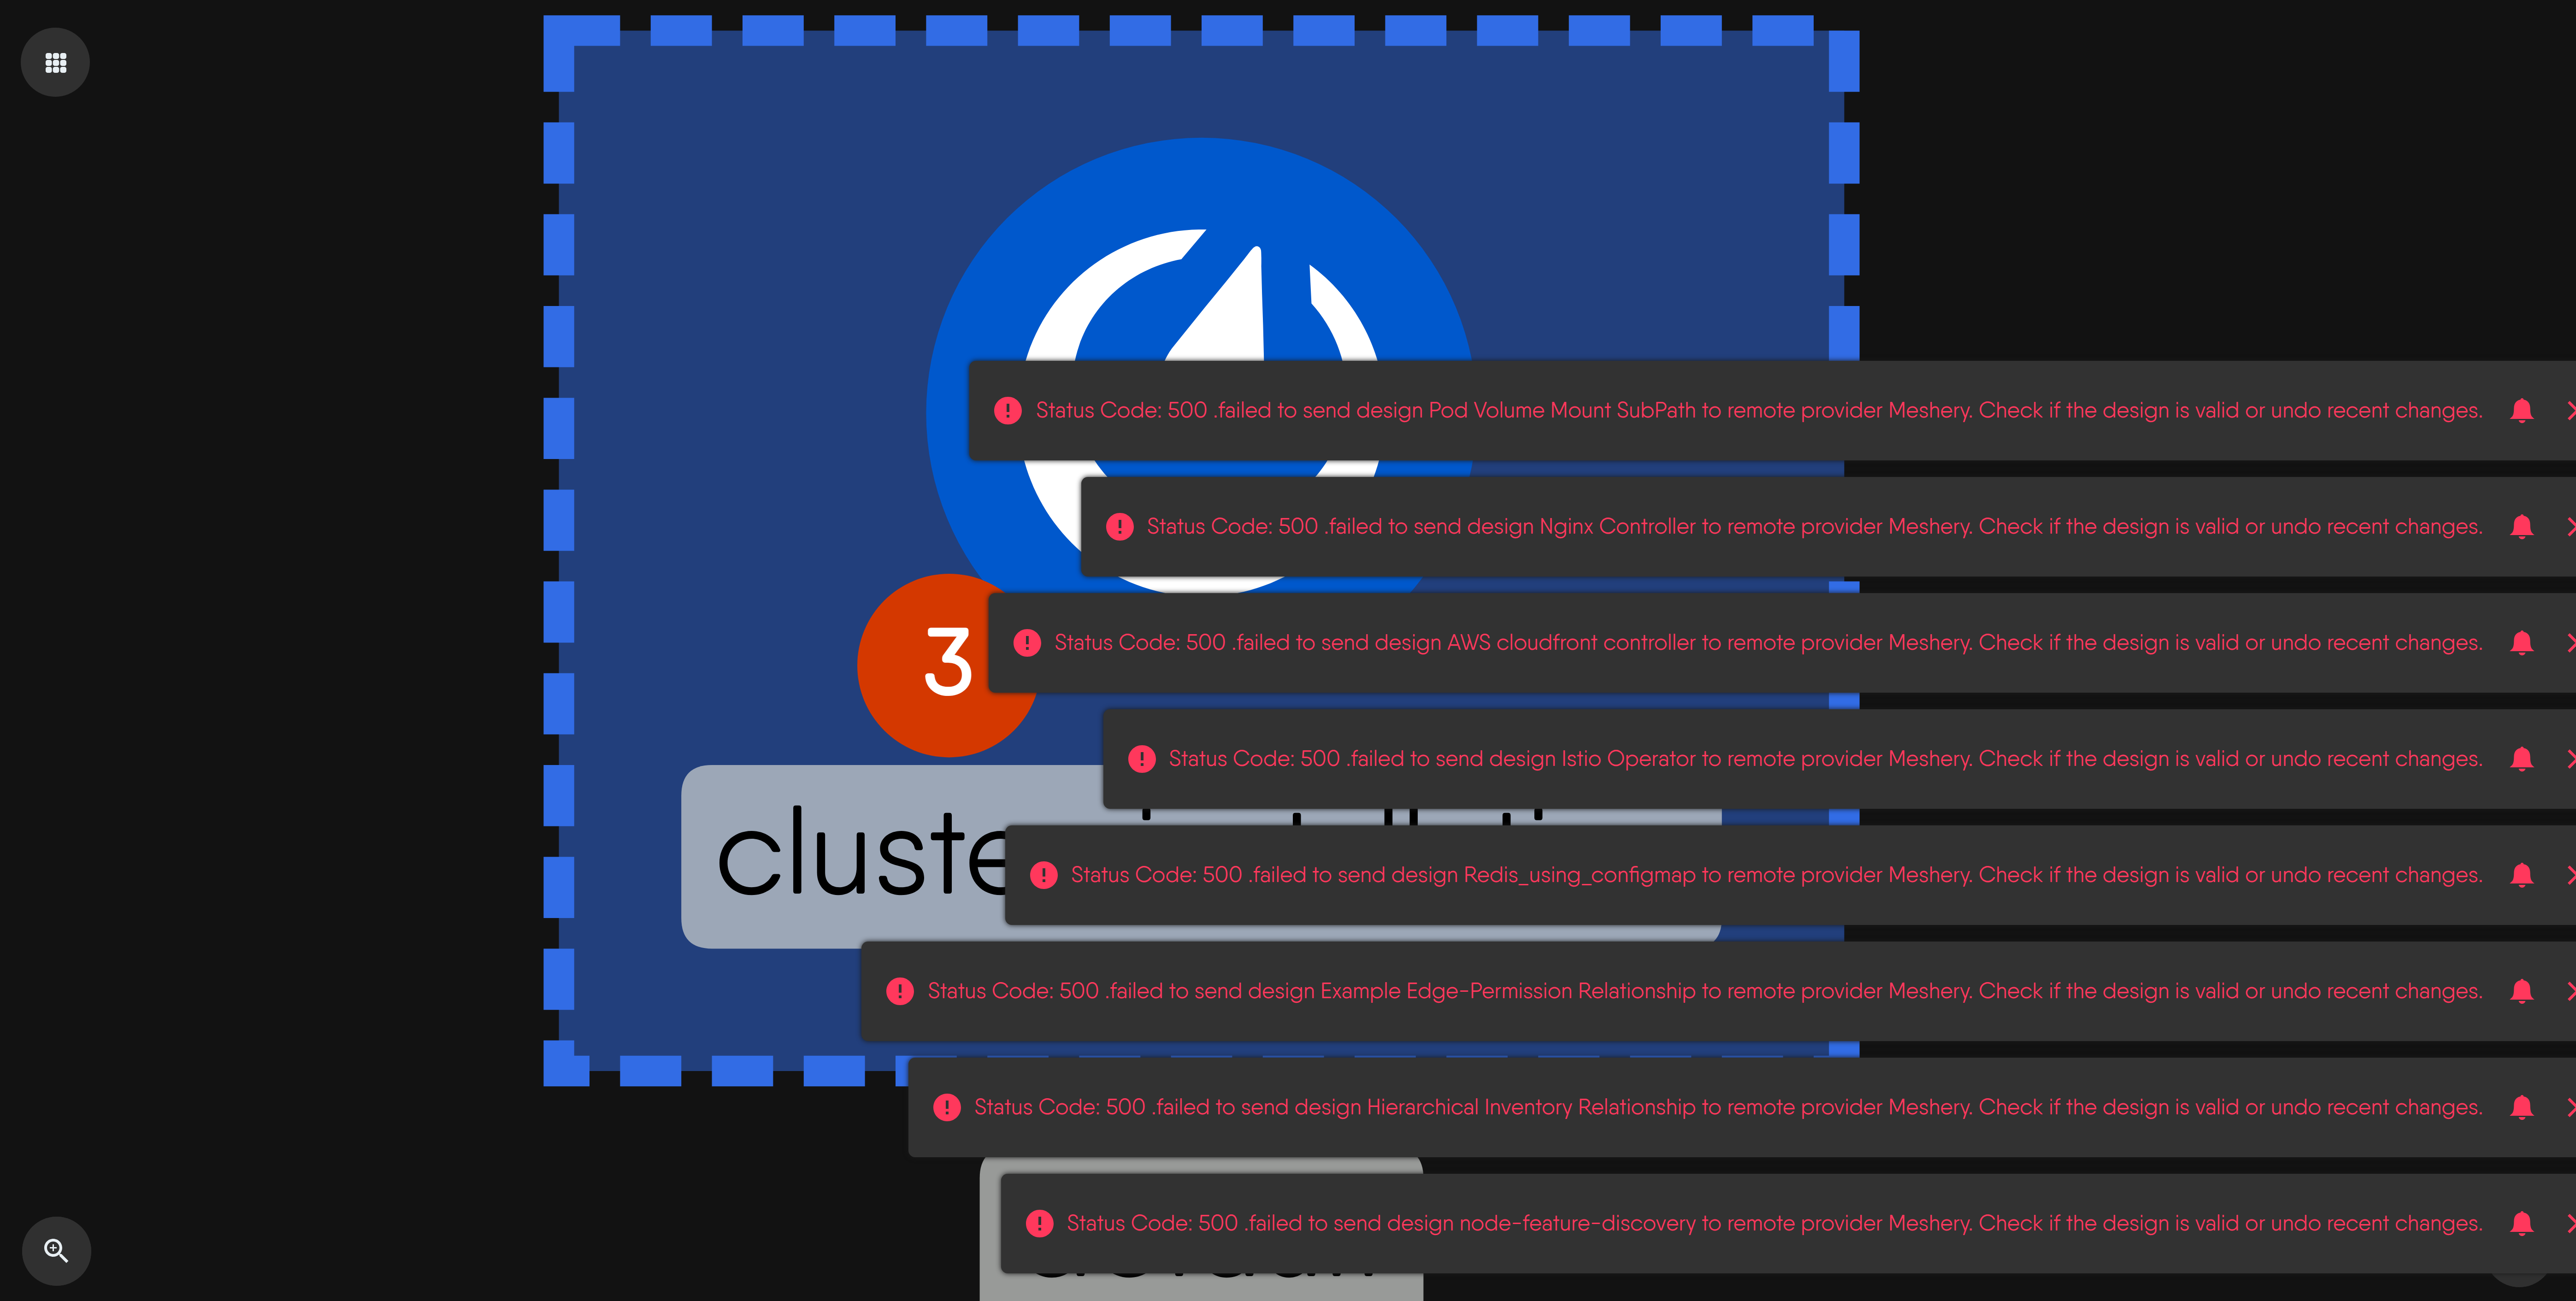 Status Code: 500 .failed to send design Pod Volume Mount SubPath to remote provider Meshery. Check if the design is valid or undo recent changes.
Status Code: 500 .failed to send design Nginx Controller to remote provider Meshery. Check if the design is valid or undo recent changes.
3
Status Code: 500 .failed to send design AWS cloudfront controller to remote provider Meshery. Check if the design is valid or undo recent changes.
Status Code: 500 .failed to send design Istio Operator to remote provider Meshery. Check if the design is valid or undo recent changes.
Status Code: 500 .failed to send design Redis_using_configmap to remote provider Meshery. Check if the design is valid or undo recent changes.
Status Code: 500 .failed to send design Example Edge-Permission Relationship to remote provider Meshery. Check if the design is valid or undo recent changes.
Status Code: 500 .failed to send design Hierarchical Inventory Relationship to remote provider Meshery. Check if the design is valid or undo recent changes.
Status Code: 500 .failed to send design node-feature-discovery to remote provider Meshery. Check if the design is valid or undo recent changes.